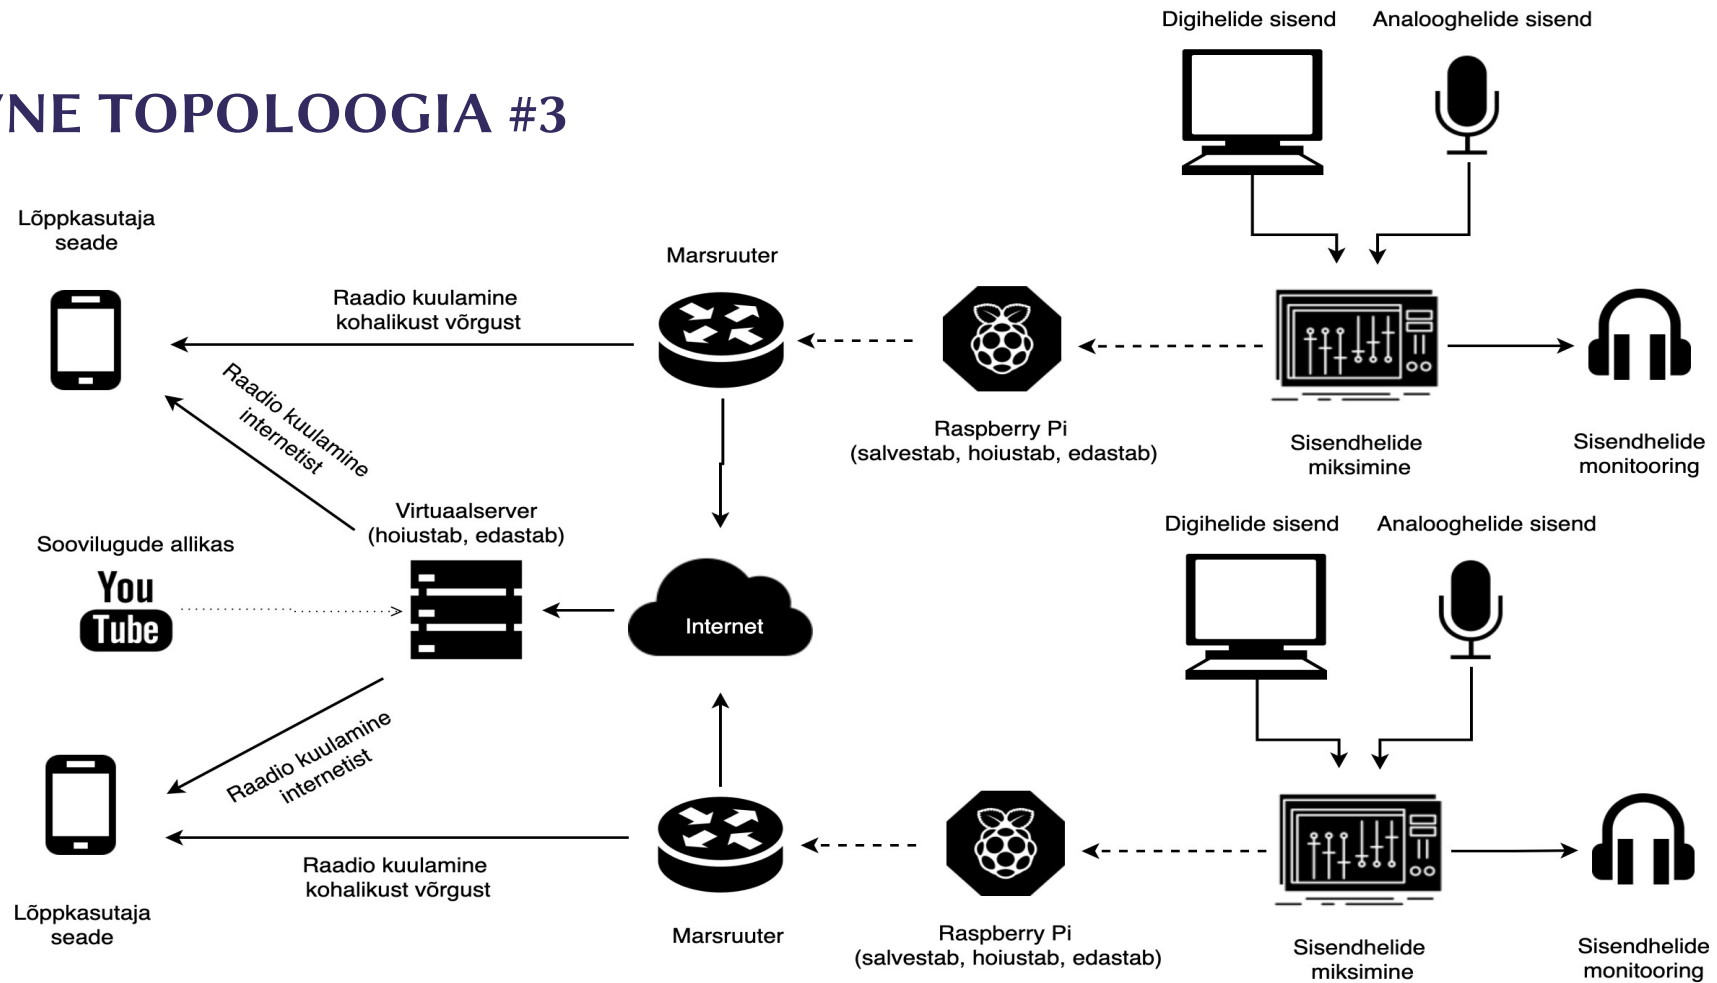 YNE TOPOLOOGIA #3
Digihelide sisend
Analooghelide sisend
Lõppkasutaja
seade
Marsruuter
Raadio kuulamine
kohalikust võrgust
Raadio kuulamine
internetist
Raspberry Pi
(salvestab, hoiustab, edastab)
Sisendhelide
miksimine
Sisendhelide
monitooring
Virtuaalserver
(hoiustab, edastab)
Soovilugude allikas
You
Tube
Internet
Digihelide sisend
Analooghelide sisend
Raadio kuulamine
internetist
Raadio kuulamine
kohalikust võrgust
Lõppkasutaja
seade
Marsruuter
Raspberry Pi
(salvestab, hoiustab, edastab)
Sisendhelide
miksimine
Sisendhelide
monitooring